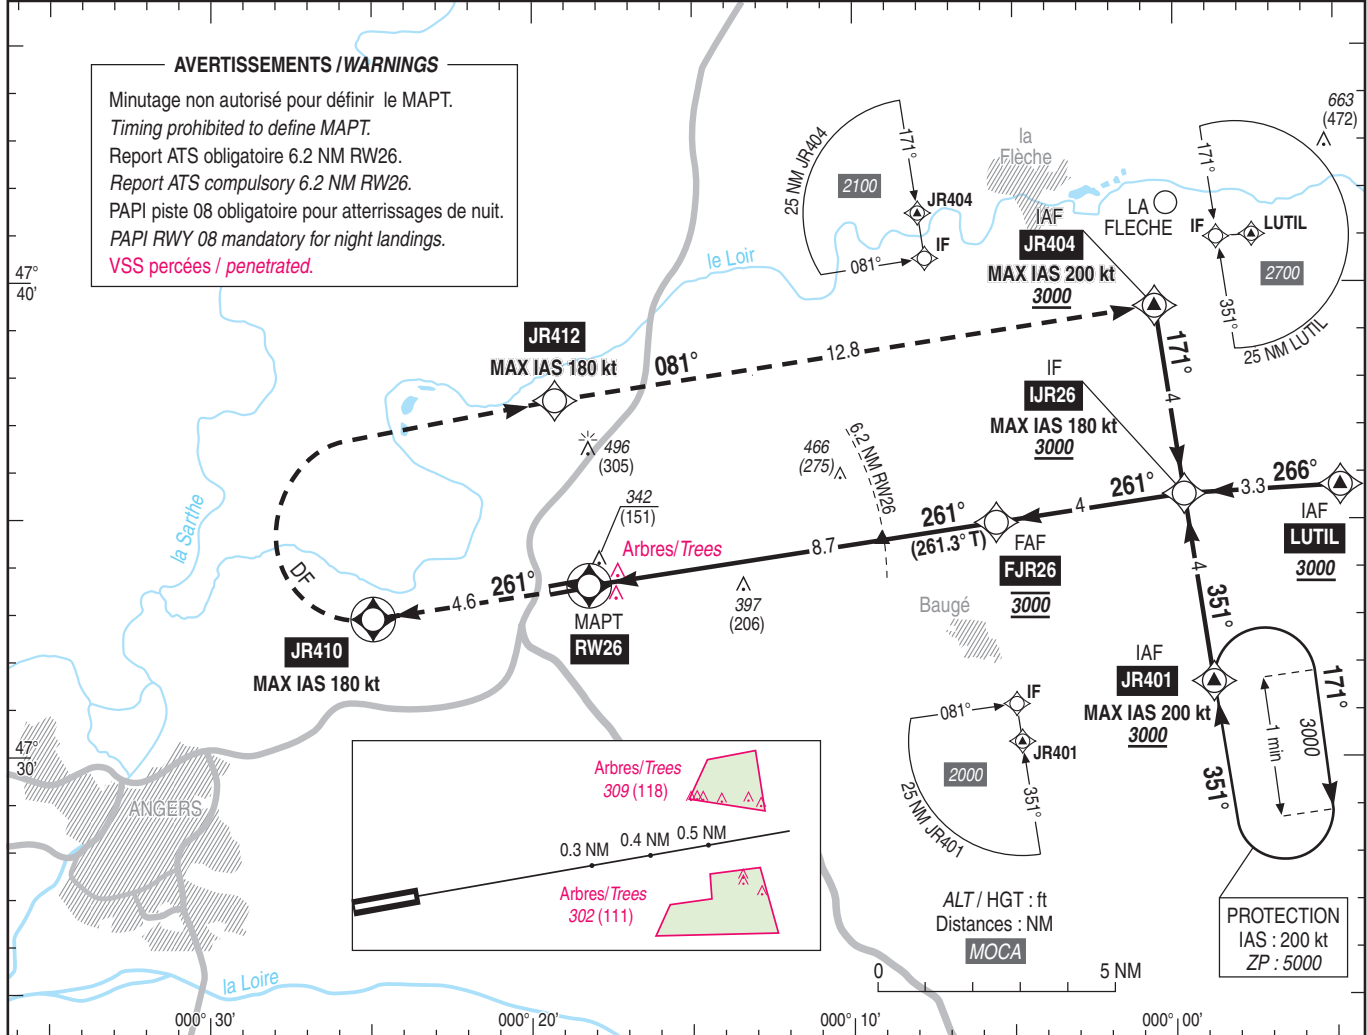 AVERTISSEMENTS / WARNINGS
Minutage non autorisé pour définir le MAPT.
Timing prohibited to define MAPT.
Report ATS obligatoire 6.2 NM RW26.
Report ATS compulsory 6.2 NM RW26.
PAPI piste 08 obligatoire pour atterrissages de nuit.
PAPI RWY 08 mandatory for night landings.
VSS percées / penetrated.
25 NM JR404
171°
2100
JR404
IF
081°
la
Flèche
663
(472)
LA
FLECHE
171°
IF
LUTIL
2700
351°
25 NM LUTIL
IAF
JR404
MAX IAS 200 kt
3000
le Loir
47°
40'
JR412
MAX IAS 180 kt
081°
12.8
171°
4
IF
IJR26
MAX IAS 180 kt
3000
496
(305)
466
(275)
6.2 NM RW26
342
(151)
Arbres/Trees
la Sarthe
DF
261°
4.6
8.7
261°
(261.3° T)
4
261°
3.3
266°
IAF
LUTIL
3000
FAF
FJR26
3000
MAPT
RW26
397
(206)
Baugé
JR410
MAX IAS 180 kt
4
351°
IAF
JR401
MAX IAS 200 kt
3000
171°
3000
1 min
351°
IF
081°
JR401
2000
351°
25 NM JR401
47°
30'
ANGERS
Arbres/Trees
309 (118)
0.3 NM
0.4 NM
0.5 NM
Arbres/Trees
302 (111)
ALT / HGT : ft
Distances : NM
MOCA
0
5 NM
PROTECTION
IAS : 200 kt
ZP : 5000
la Loire
000° 30'
000° 20'
000° 10'
000° 00'